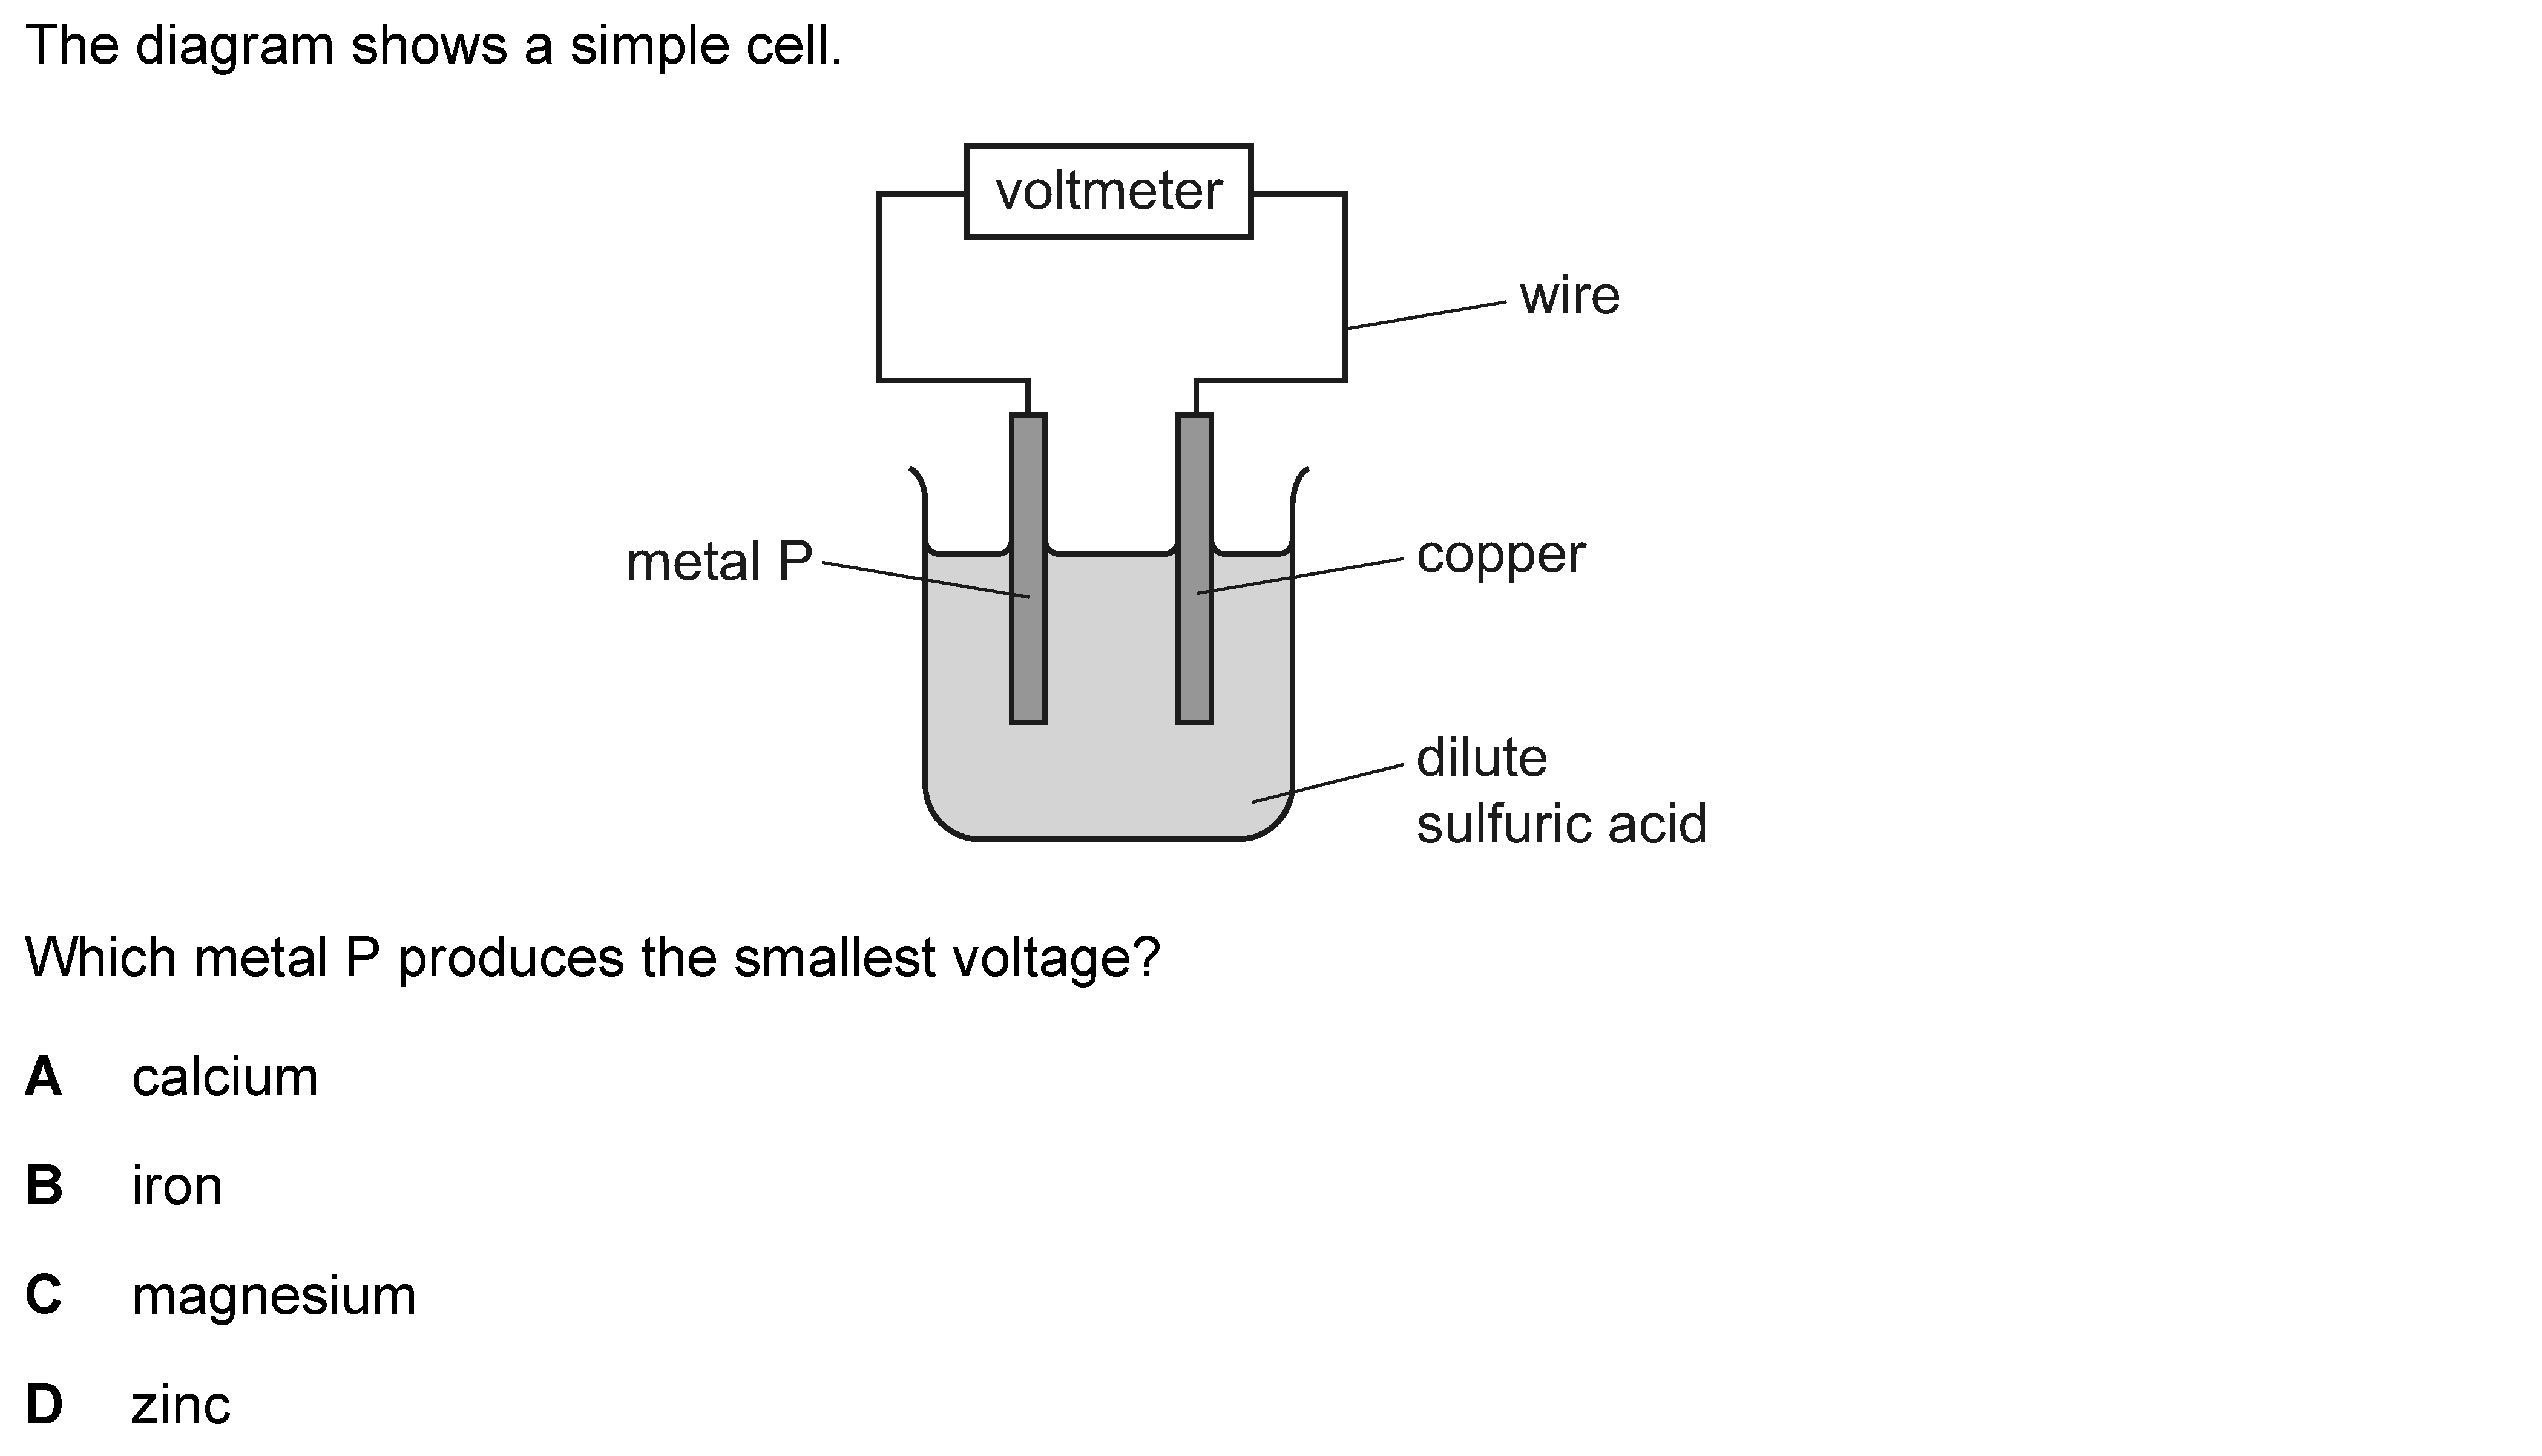 The diagram shows a simple cell.
voltmeter
wire
metal P
copper
dilute
sulfuric acid
Which metal P produces the smallest voltage?
A calcium
B iron
C magnesium
D zinc